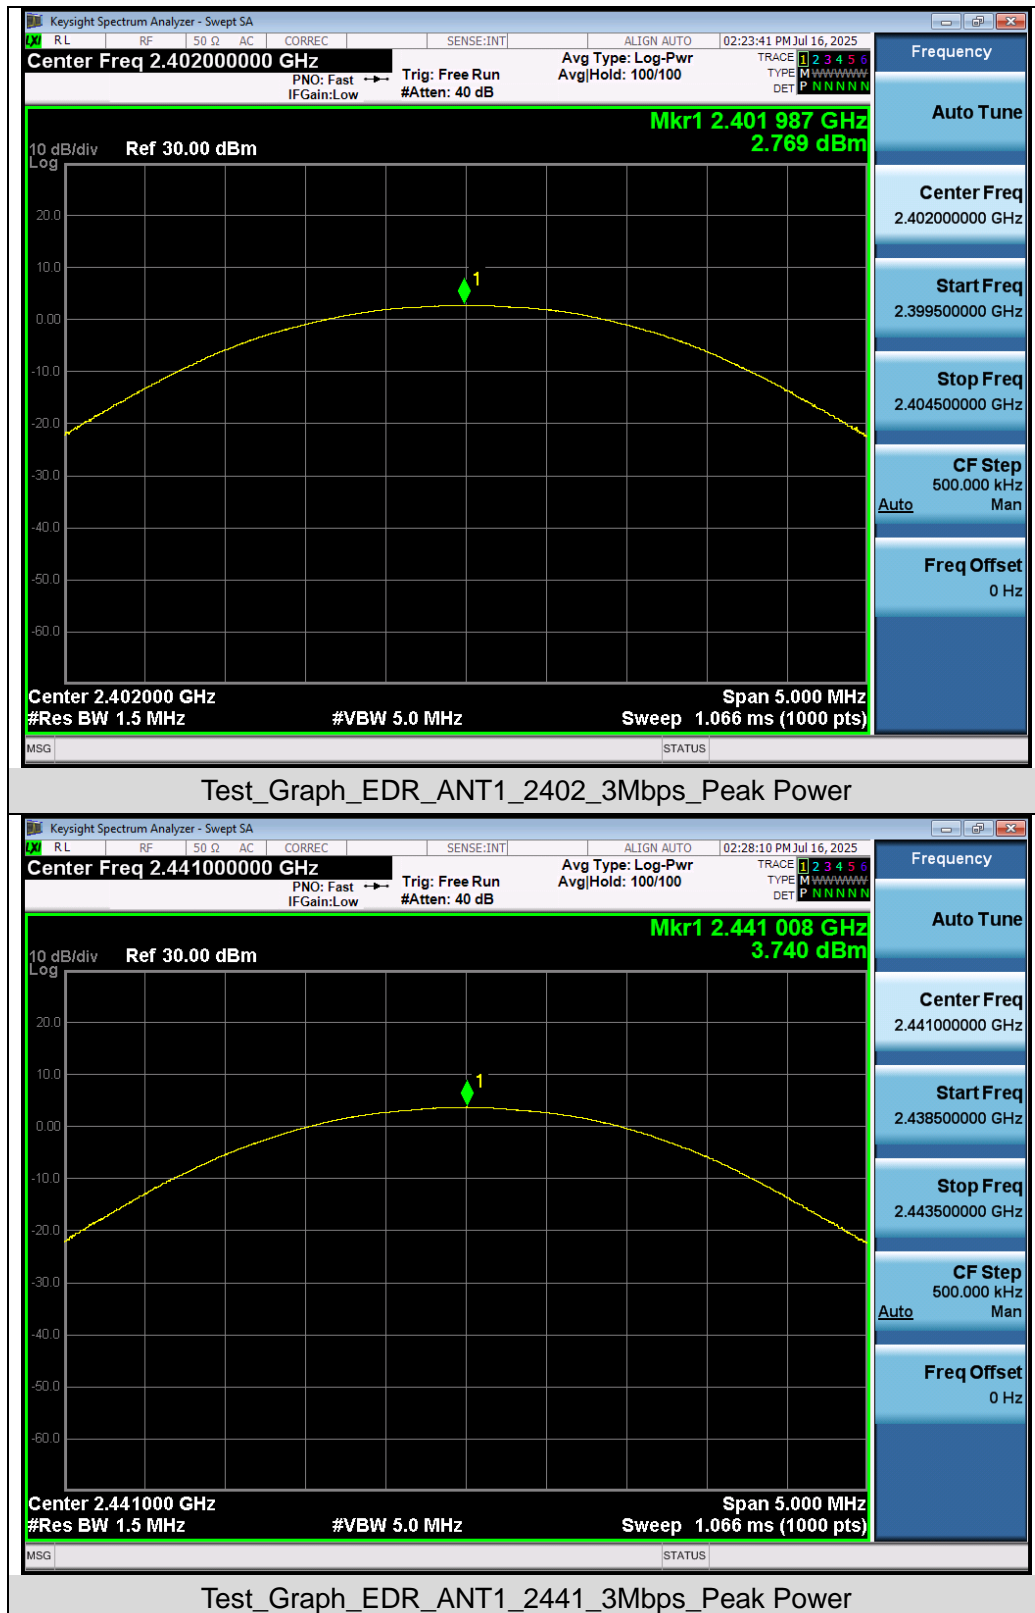 Keysight Spectrum Analyzer - Swept SA
LXI RL RF 50 Ω AC CORREC SENSE:INT ALIGN AUTO 02:23:41 PM Jul 16, 2025
Center Freq 2.402000000 GHz
PNO: Fast
IFGain:Low
Trig: Free Run
#Atten: 40 dB
Avg Type: Log-Pwr
Avg|Hold: 100/100
TRACE 1 2 3 4 5 6
TYPE M WWWWW
DET P N N N N N
Mkr1 2.401 987 GHz
2.769 dBm
10 dB/div Ref 30.00 dBm
Log
20.0
10.0
1
0.00
-10.0
-20.0
-30.0
-40.0
-50.0
-60.0
Center 2.402000 GHz Span 5.000 MHz
#Res BW 1.5 MHz #VBW 5.0 MHz Sweep 1.066 ms (1000 pts)
MSG STATUS
Frequency
Auto Tune
Center Freq
2.402000000 GHz
Start Freq
2.399500000 GHz
Stop Freq
2.404500000 GHz
CF Step
500.000 kHz
Auto Man
Freq Offset
0 Hz
Test_Graph_EDR_ANT1_2402_3Mbps_Peak Power
Keysight Spectrum Analyzer - Swept SA
LXI RL RF 50 Ω AC CORREC SENSE:INT ALIGN AUTO 02:28:10 PM Jul 16, 2025
Center Freq 2.441000000 GHz
PNO: Fast
IFGain:Low
Trig: Free Run
#Atten: 40 dB
Avg Type: Log-Pwr
Avg|Hold: 100/100
TRACE 1 2 3 4 5 6
TYPE M WWWWW
DET P N N N N N
Mkr1 2.441 008 GHz
3.740 dBm
10 dB/div Ref 30.00 dBm
Log
20.0
10.0
1
0.00
-10.0
-20.0
-30.0
-40.0
-50.0
-60.0
Center 2.441000 GHz Span 5.000 MHz
#Res BW 1.5 MHz #VBW 5.0 MHz Sweep 1.066 ms (1000 pts)
MSG STATUS
Frequency
Auto Tune
Center Freq
2.441000000 GHz
Start Freq
2.438500000 GHz
Stop Freq
2.443500000 GHz
CF Step
500.000 kHz
Auto Man
Freq Offset
0 Hz
Test_Graph_EDR_ANT1_2441_3Mbps_Peak Power